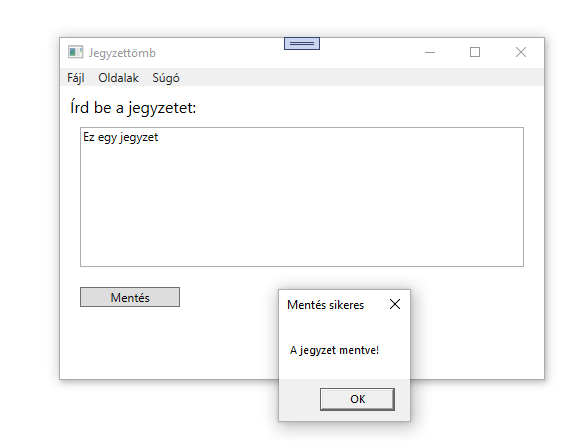 Jegyzettömb
Fájl Oldalak Súgó
Írd be a jegyzetet:
Ez egy jegyzet
Mentés
Mentés sikeres
A jegyzet mentve!
OK